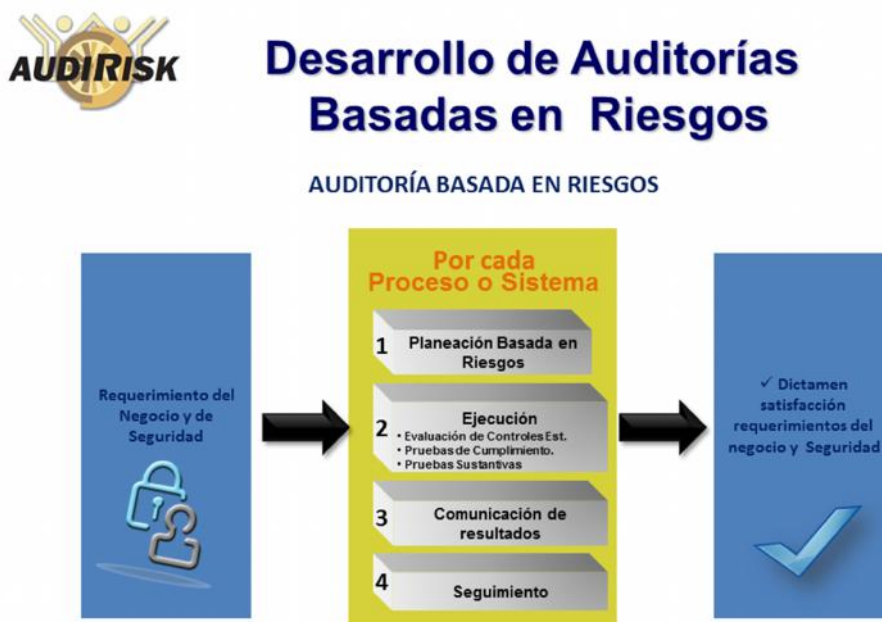 AUDIRISK
Desarrollo de Auditorías
Basadas en Riesgos
AUDITORÍA BASADA EN RIESGOS
Requerimiento del
Negocio y de
Seguridad
Por cada
Proceso o Sistema
1
Planeación Basada en
Riesgos
2
Ejecución
• Evaluación de Controles Est.
• Pruebas de Cumplimiento.
• Pruebas Sustantivas
3
Comunicación de
resultados
4
Seguimiento
✓ Dictamen
satisfacción
requerimientos del
negocio y Seguridad